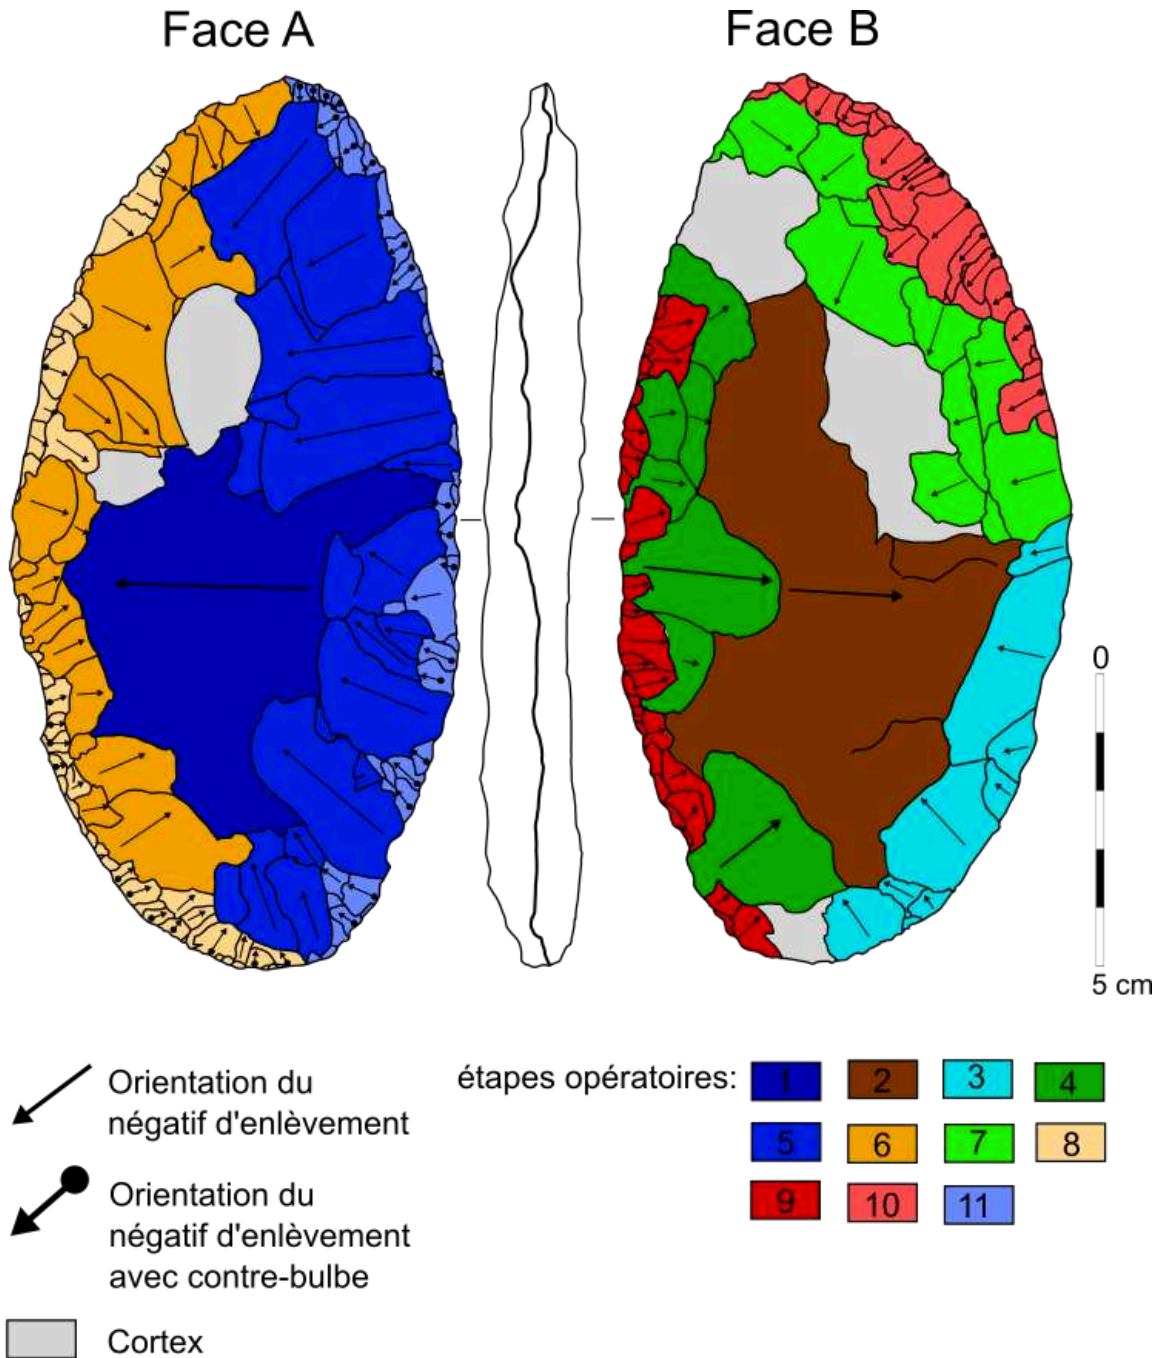 Face A
Face B
0
5 cm
Orientation du
négatif d'enlèvement
Orientation du
négatif d'enlèvement
avec contre-bulbe
Cortex
étapes opératoires:
1 2 3 4
5 6 7 8
9 10 11